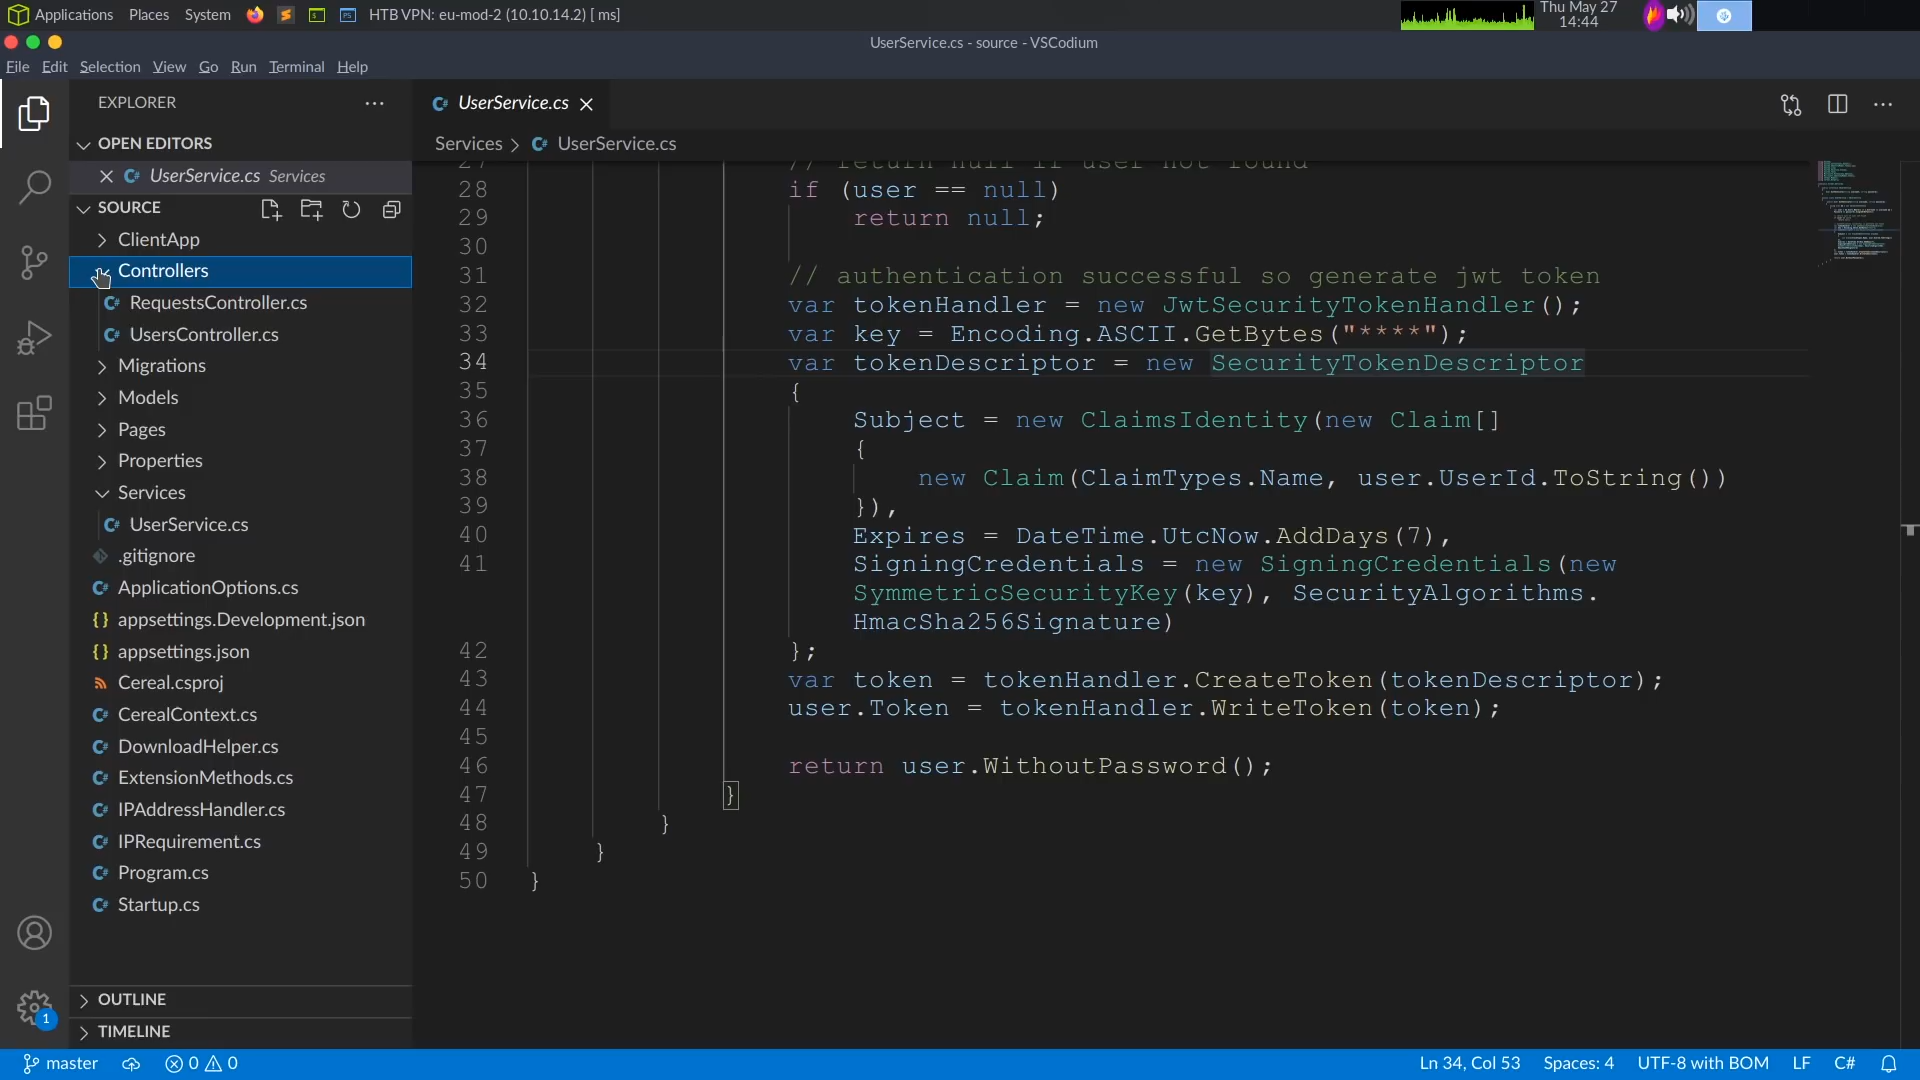 Applications Places System HTB VPN: eu-mod-2 (10.10.14.2) [ ms] Thu May 27
14:44
UserService.cs - source - VSCodium
File Edit Selection View Go Run Terminal Help
EXPLORER
OPEN EDITORS
UserService.cs Services
SOURCE
ClientApp
Controllers
RequestsController.cs
UsersController.cs
Migrations
Models
Pages
Properties
Services
UserService.cs
.gitignore
ApplicationOptions.cs
appsettings.Development.json
appsettings.json
Cereal.csproj
CerealContext.cs
DownloadHelper.cs
ExtensionMethods.cs
IPAddressHandler.cs
IPRequirement.cs
Program.cs
Startup.cs
OUTLINE
TIMELINE
UserService.cs
Services > UserService.cs
27 // return null if user not found
28 if (user == null)
29 return null;
30
31 // authentication successful so generate jwt token
32 var tokenHandler = new JwtSecurityTokenHandler();
33 var key = Encoding.ASCII.GetBytes("****");
34 var tokenDescriptor = new SecurityTokenDescriptor
35 {
36 Subject = new ClaimsIdentity(new Claim[]
37 {
38 new Claim(ClaimTypes.Name, user.UserId.ToString())
39 }),
40 Expires = DateTime.UtcNow.AddDays(7),
41 SigningCredentials = new SigningCredentials(new
SymmetricSecurityKey(key), SecurityAlgorithms.
HmacSha256Signature)
42 };
43 var token = tokenHandler.CreateToken(tokenDescriptor);
44 user.Token = tokenHandler.WriteToken(token);
45
46 return user.WithoutPassword();
47 }
48 }
49 }
50 }
1
master 0 0 Ln 34, Col 53 Spaces: 4 UTF-8 with BOM LF C#